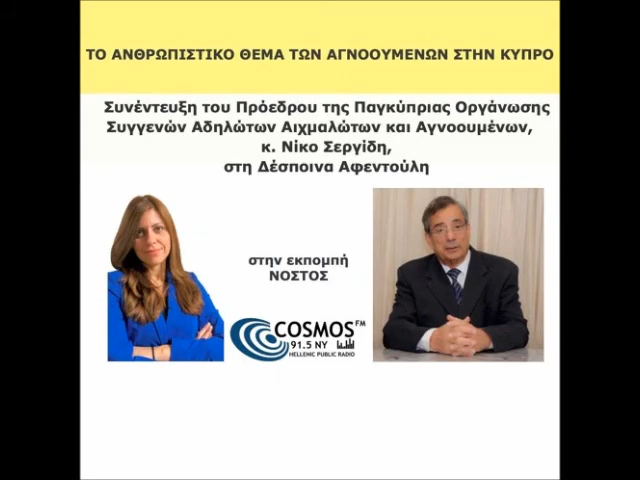 ΤΟ ΑΝΘΡΩΠΙΣΤΙΚΟ ΘΕΜΑ ΤΩΝ ΑΓΝΟΟΥΜΕΝΩΝ ΣΤΗΝ ΚΥΠΡΟ
Συνέντευξη του Πρόεδρου της Παγκύπριας Οργάνωσης
Συγγενών Αδηλώτων Αιχμαλώτων και Αγνοουμένων,
κ. Νίκο Σεργίδη,
στη Δέσποινα Αφεντούλη
στην εκπομπή
ΝΟΣΤΟΣ
COSMOS FM
91.5 NY
HELLENIC PUBLIC RADIO